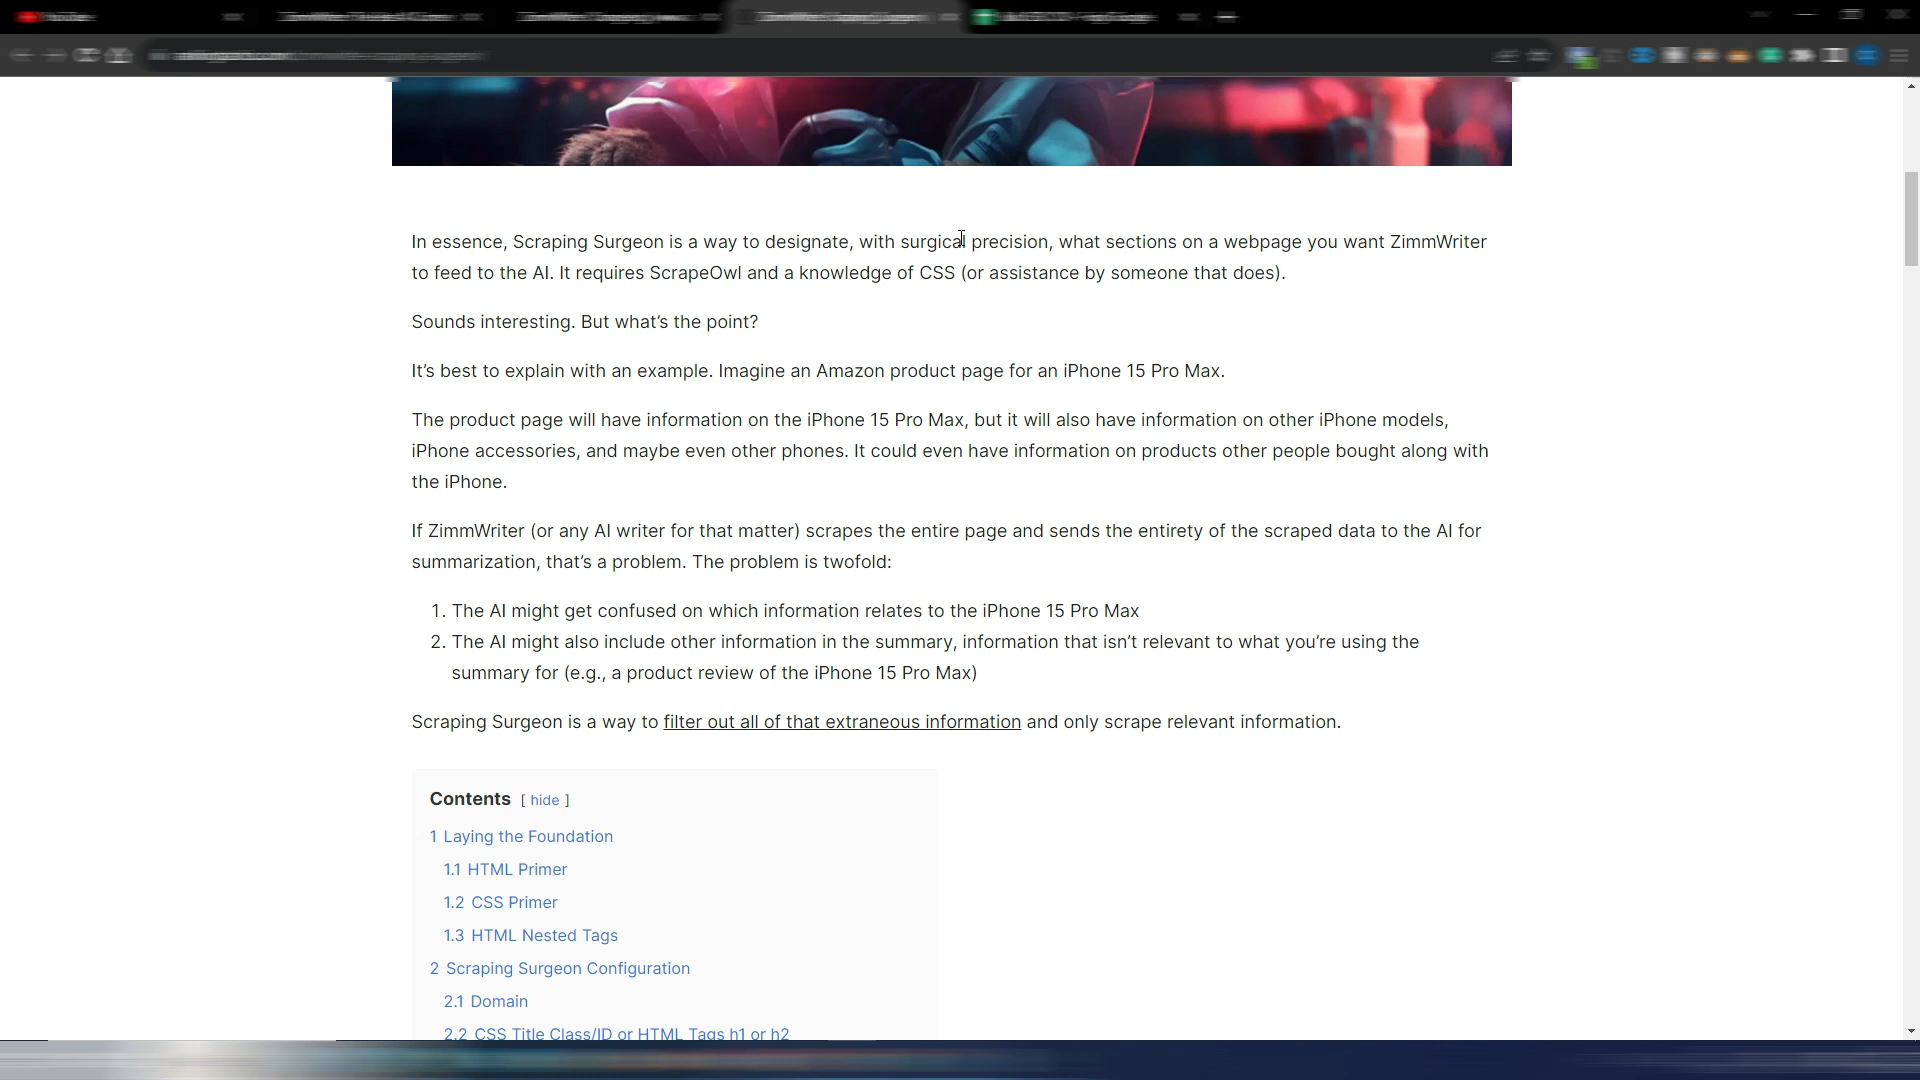 In essence, Scraping Surgeon is a way to designate, with surgical precision, what sections on a webpage you want ZimmWriter
to feed to the AI. It requires ScrapeOwl and a knowledge of CSS (or assistance by someone that does).
Sounds interesting. But what’s the point?
It’s best to explain with an example. Imagine an Amazon product page for an iPhone 15 Pro Max.
The product page will have information on the iPhone 15 Pro Max, but it will also have information on other iPhone models,
iPhone accessories, and maybe even other phones. It could even have information on products other people bought along with
the iPhone.
If ZimmWriter (or any AI writer for that matter) scrapes the entire page and sends the entirety of the scraped data to the AI for
summarization, that’s a problem. The problem is twofold:
1. The AI might get confused on which information relates to the iPhone 15 Pro Max
2. The AI might also include other information in the summary, information that isn’t relevant to what you’re using the
summary for (e.g., a product review of the iPhone 15 Pro Max)
Scraping Surgeon is a way to filter out all of that extraneous information and only scrape relevant information.
Contents [ hide ]
1 Laying the Foundation
1.1 HTML Primer
1.2 CSS Primer
1.3 HTML Nested Tags
2 Scraping Surgeon Configuration
2.1 Domain
2.2 CSS Title Class/ID or HTML Tags h1 or h2